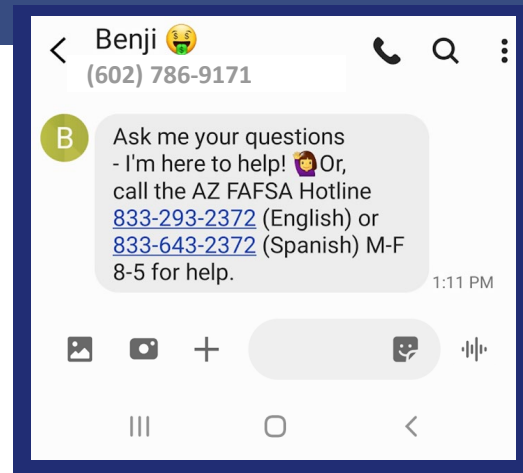 Benji 🤑
(602) 786-9171
B
Ask me your questions
- I'm here to help! 🙋‍♀️Or,
call the AZ FAFSA Hotline
833-293-2372 (English) or
833-643-2372 (Spanish) M-F
8-5 for help.
1:11 PM